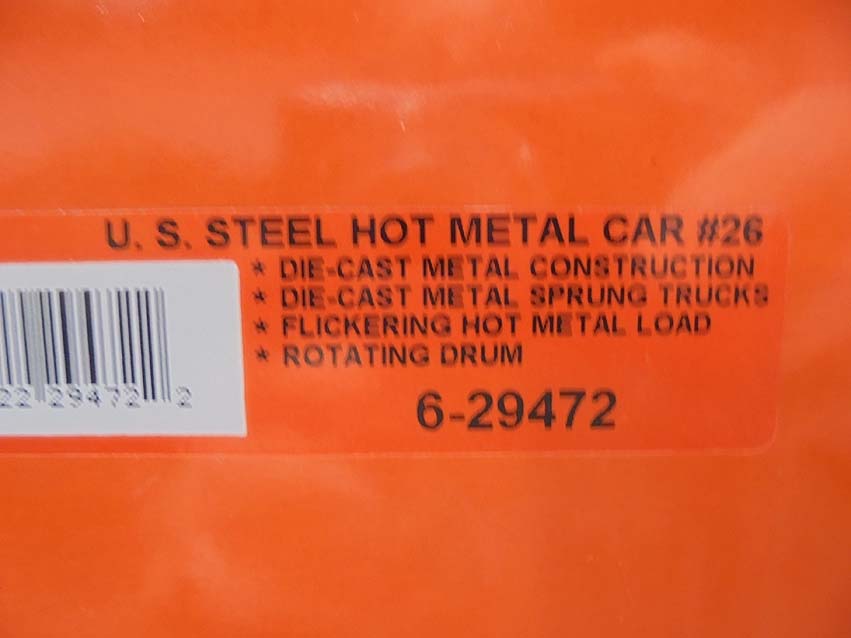 U. S. STEEL HOT METAL CAR #26
* DIE-CAST METAL CONSTRUCTION
* DIE-CAST METAL SPRUNG TRUCKS
* FLICKERING HOT METAL LOAD
* ROTATING DRUM
22 29472 2
6-29472